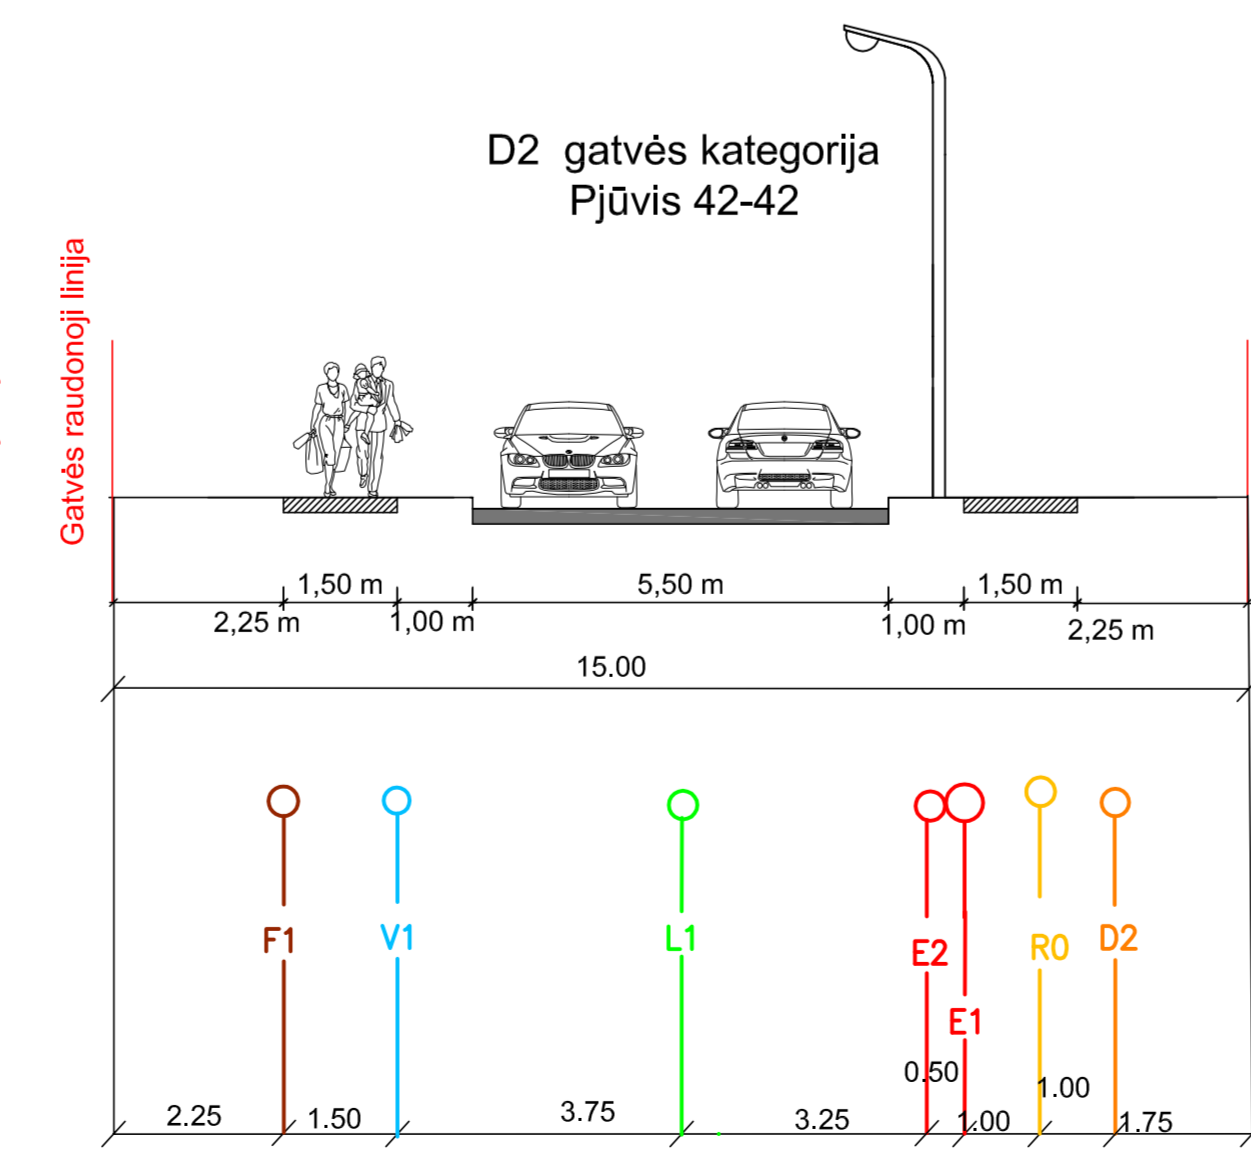 D2 gatvės kategorija
Pjūvis 42-42
Gatvės raudonoji linija
1,50 m
5,50 m
1,50 m
2,25 m
1,00 m
1,00 m
2,25 m
15.00
F1
V1
L1
E2
E1
R0
D2
0.50
1.00
2.25
1.50
3.75
3.25
1.00
1.75